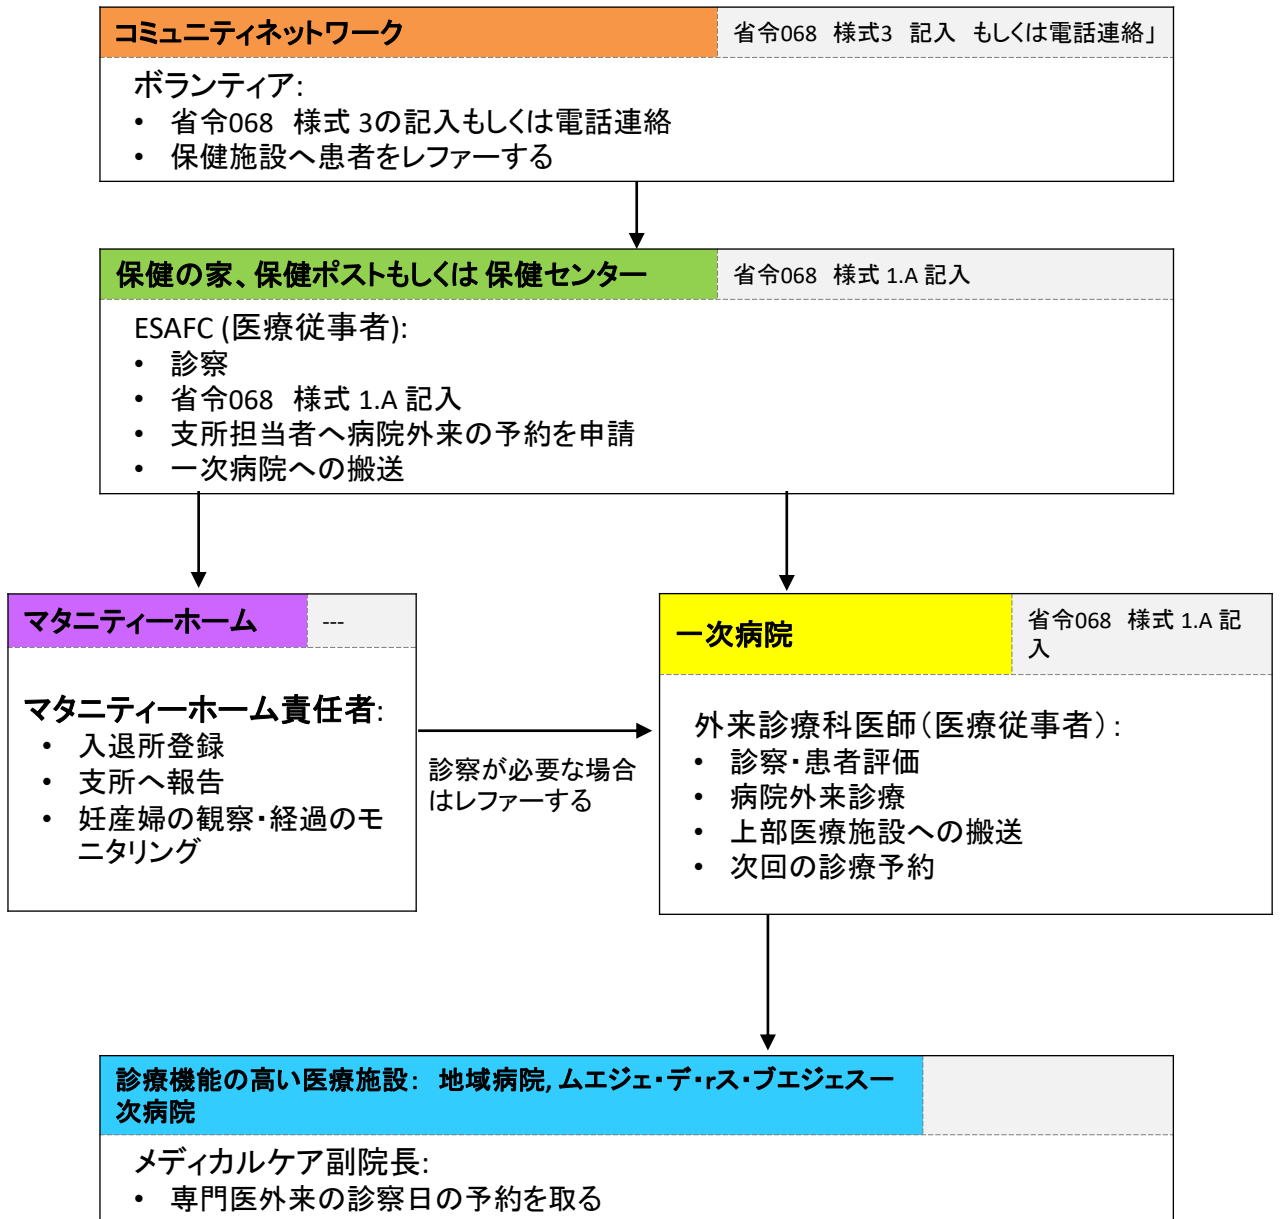 コミュニティネットワーク
省令068 様式3 記入 もしくは電話連絡」
ボランティア:
• 省令068 様式 3の記入もしくは電話連絡
• 保健施設へ患者をレファーする
保健の家、保健ポストもしくは 保健センター
省令068 様式 1.A 記入
ESAFC (医療従事者):
• 診察
• 省令068 様式 1.A 記入
• 支所担当者へ病院外来の予約を申請
• 一次病院への搬送
マタニティーホーム
---
マタニティーホーム責任者:
• 入退所登録
• 支所へ報告
• 妊産婦の観察・経過のモ
ニタリング
診察が必要な場合
はレファーする
一次病院
省令068 様式 1.A 記
入
外来診療科医師（医療従事者）:
• 診察・患者評価
• 病院外来診療
• 上部医療施設への搬送
• 次回の診療予約
診療機能の高い医療施設: 地域病院, ムエジェ・デ・rス・ブエジェス一
次病院
メディカルケア副院長:
• 専門医外来の診察日の予約を取る